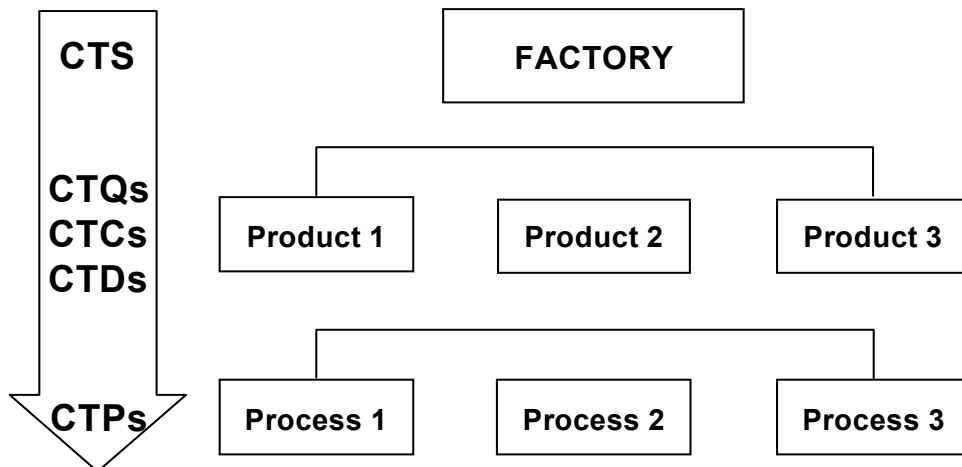 CTS
FACTORY
CTQs
CTCs
CTDs
Product 1
Product 2
Product 3
CTPs
Process 1
Process 2
Process 3